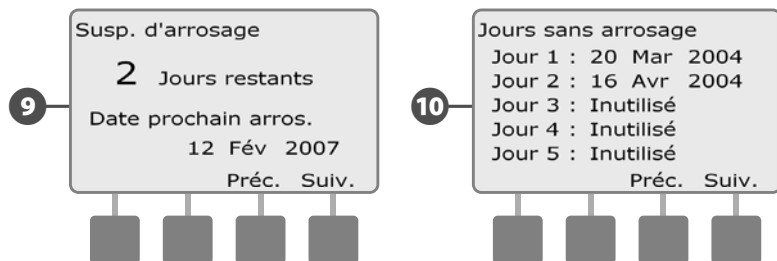 Susp. d'arrosage
2 Jours restants
9
Date prochain arros.
12 Fév 2007
Préc. Suiv.
Jours sans arrosage
Jour 1 : 20 Mar 2004
Jour 2 : 16 Avr 2004
10
Jour 3 : Inutilisé
Jour 4 : Inutilisé
Jour 5 : Inutilisé
Préc. Suiv.